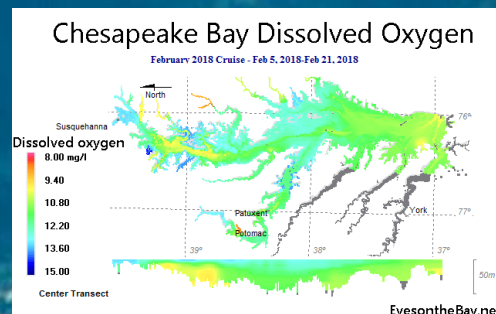 Chesapeake Bay Dissolved Oxygen
February 2018 Cruise - Feb 5, 2018-Feb 21, 2018
North
76°
Susquehanna
Dissolved oxygen
8.00 mg/l
9.40
10.80
12.20
13.60
15.00
Patuxent
York
77°
Potomac
39°
38°
37°
50m
Center Transect
EyesontheBay.net